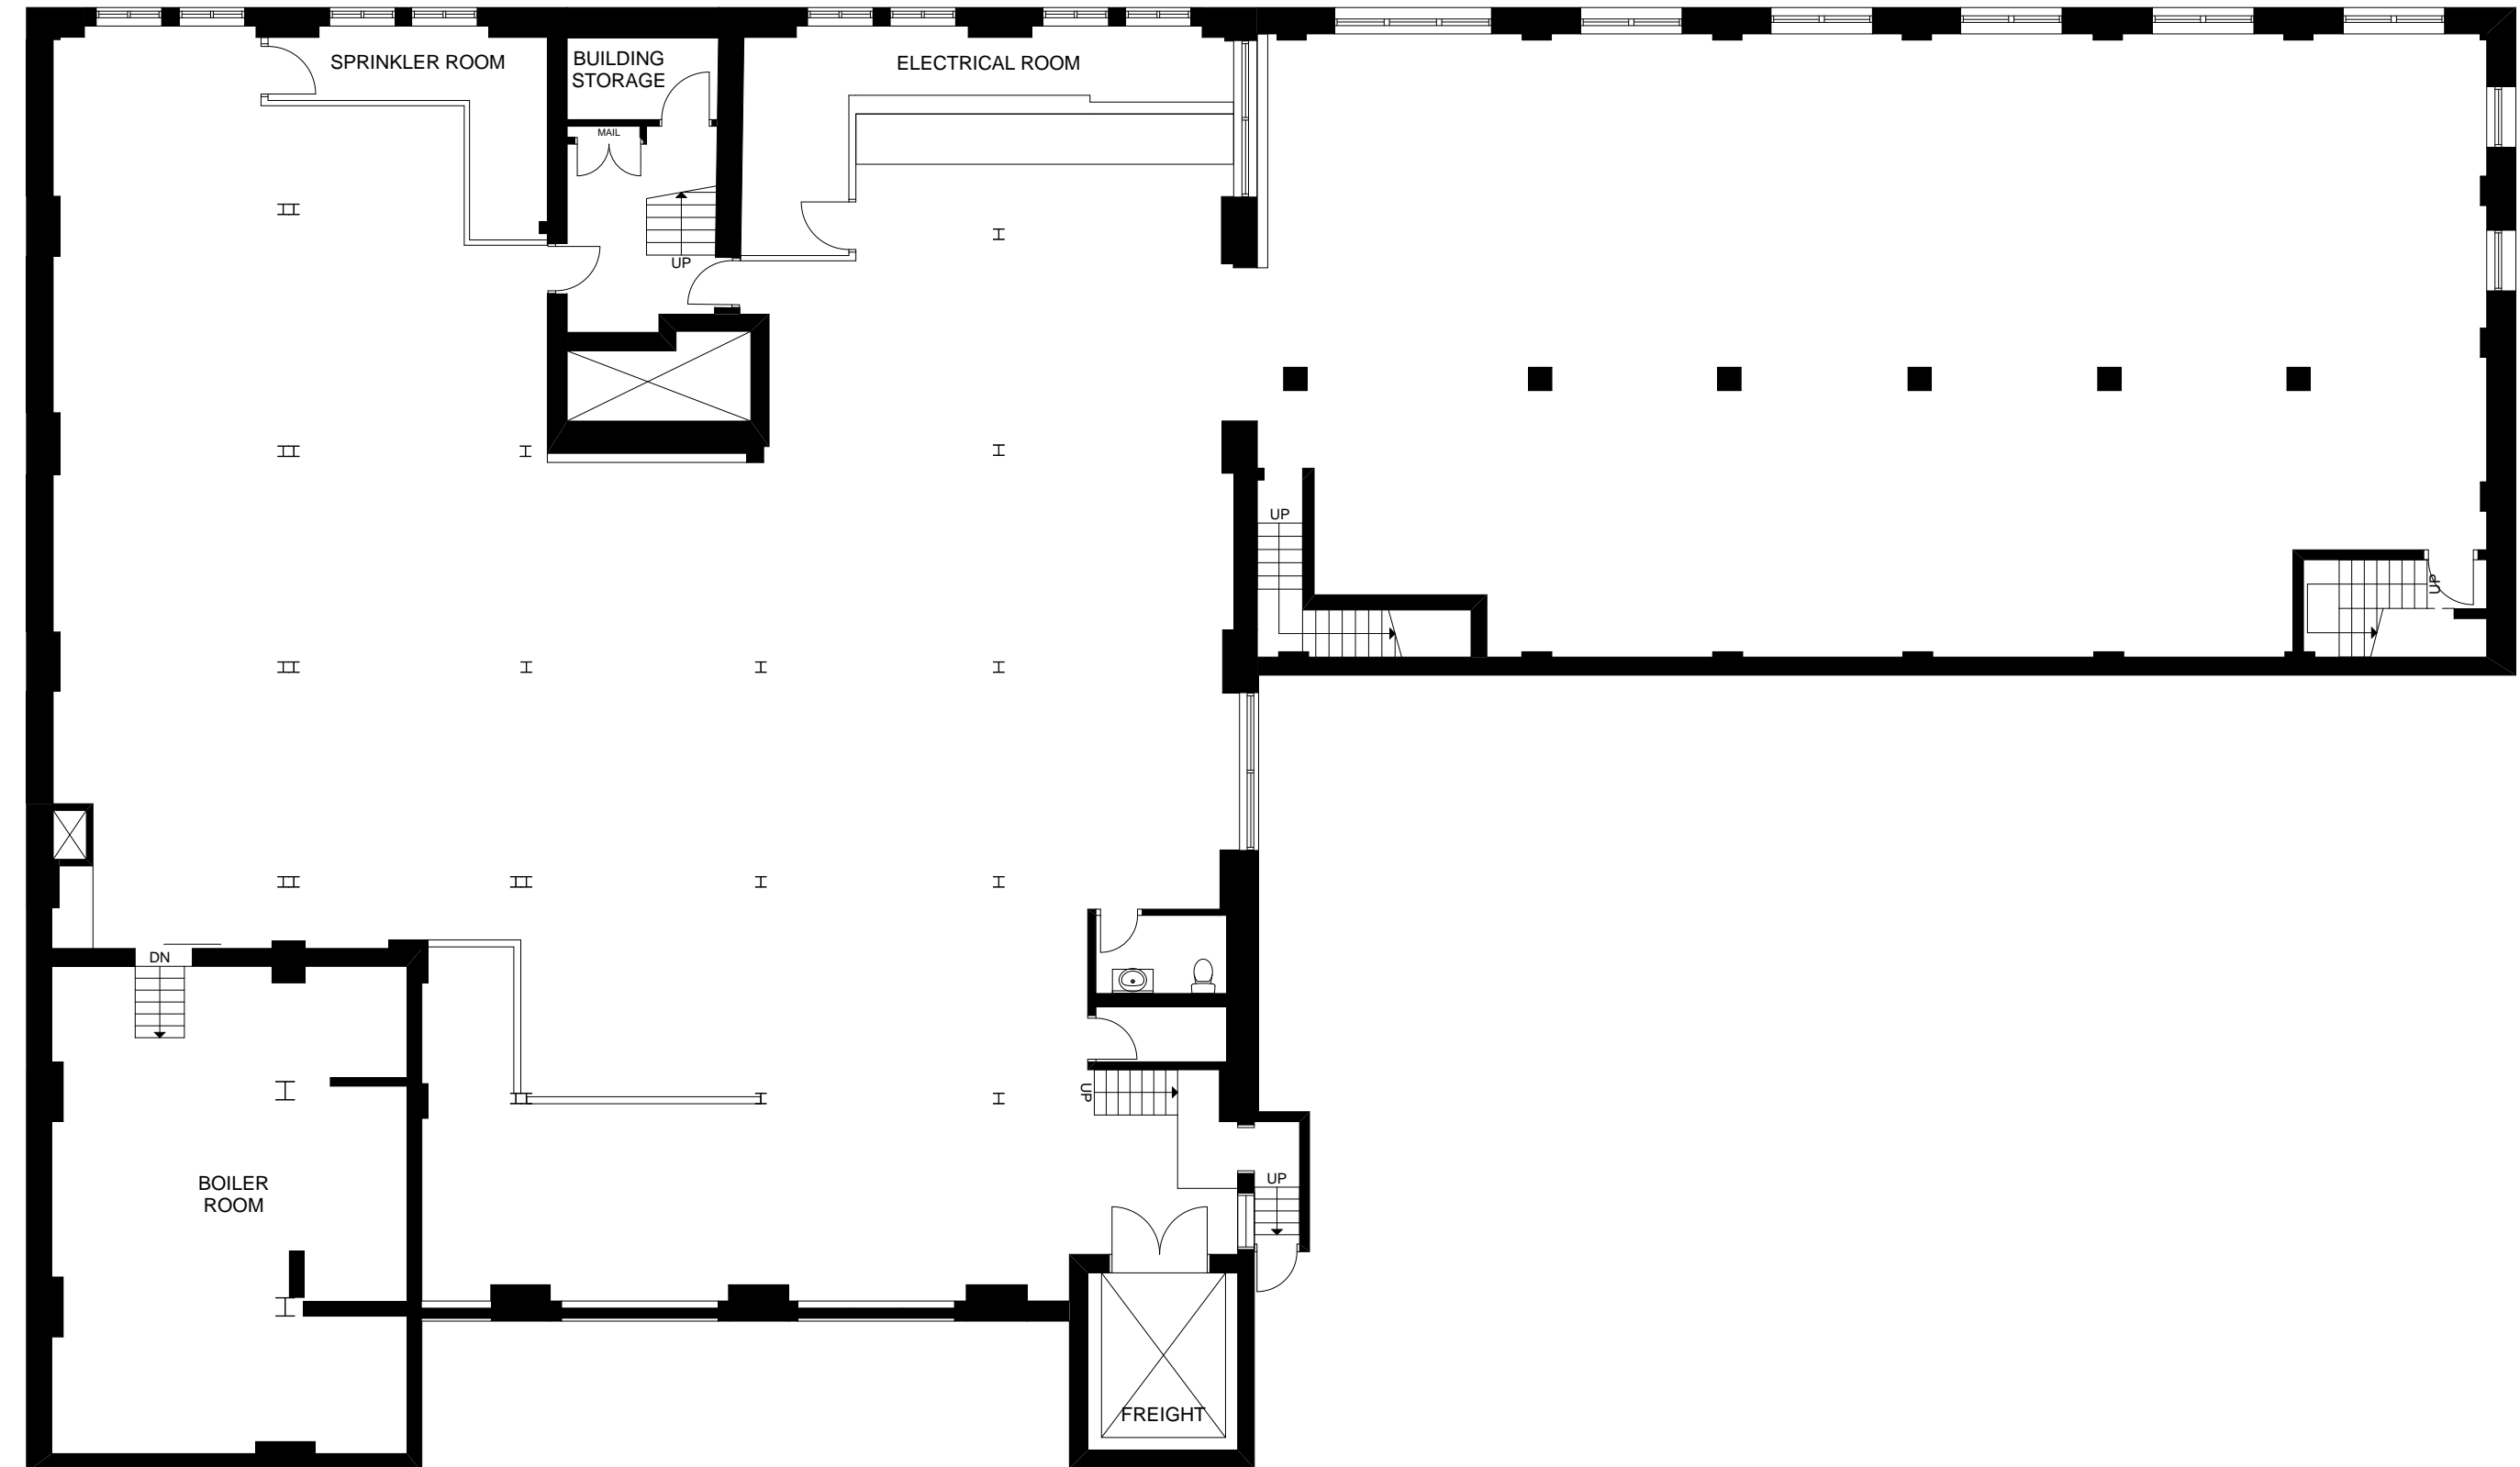 SPRINKLER ROOM
BUILDING
STORAGE
ELECTRICAL ROOM
MAIL
UP
UP
UP
DN
UP
BOILER
ROOM
UP
FREIGHT